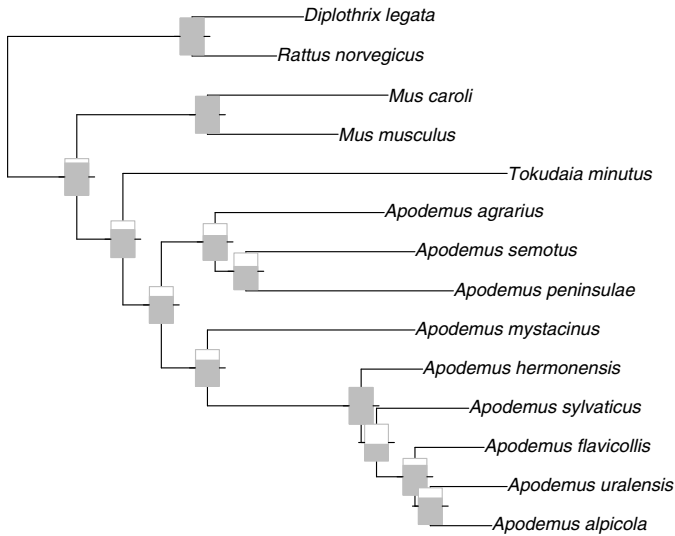 Diplothrix legata
Rattus norvegicus
Mus caroli
Mus musculus
Tokudaia minutus
Apodemus agrarius
Apodemus semotus
Apodemus peninsulae
Apodemus mystacinus
Apodemus hermonensis
Apodemus sylvaticus
Apodemus flavicollis
Apodemus uralensis
Apodemus alpicola